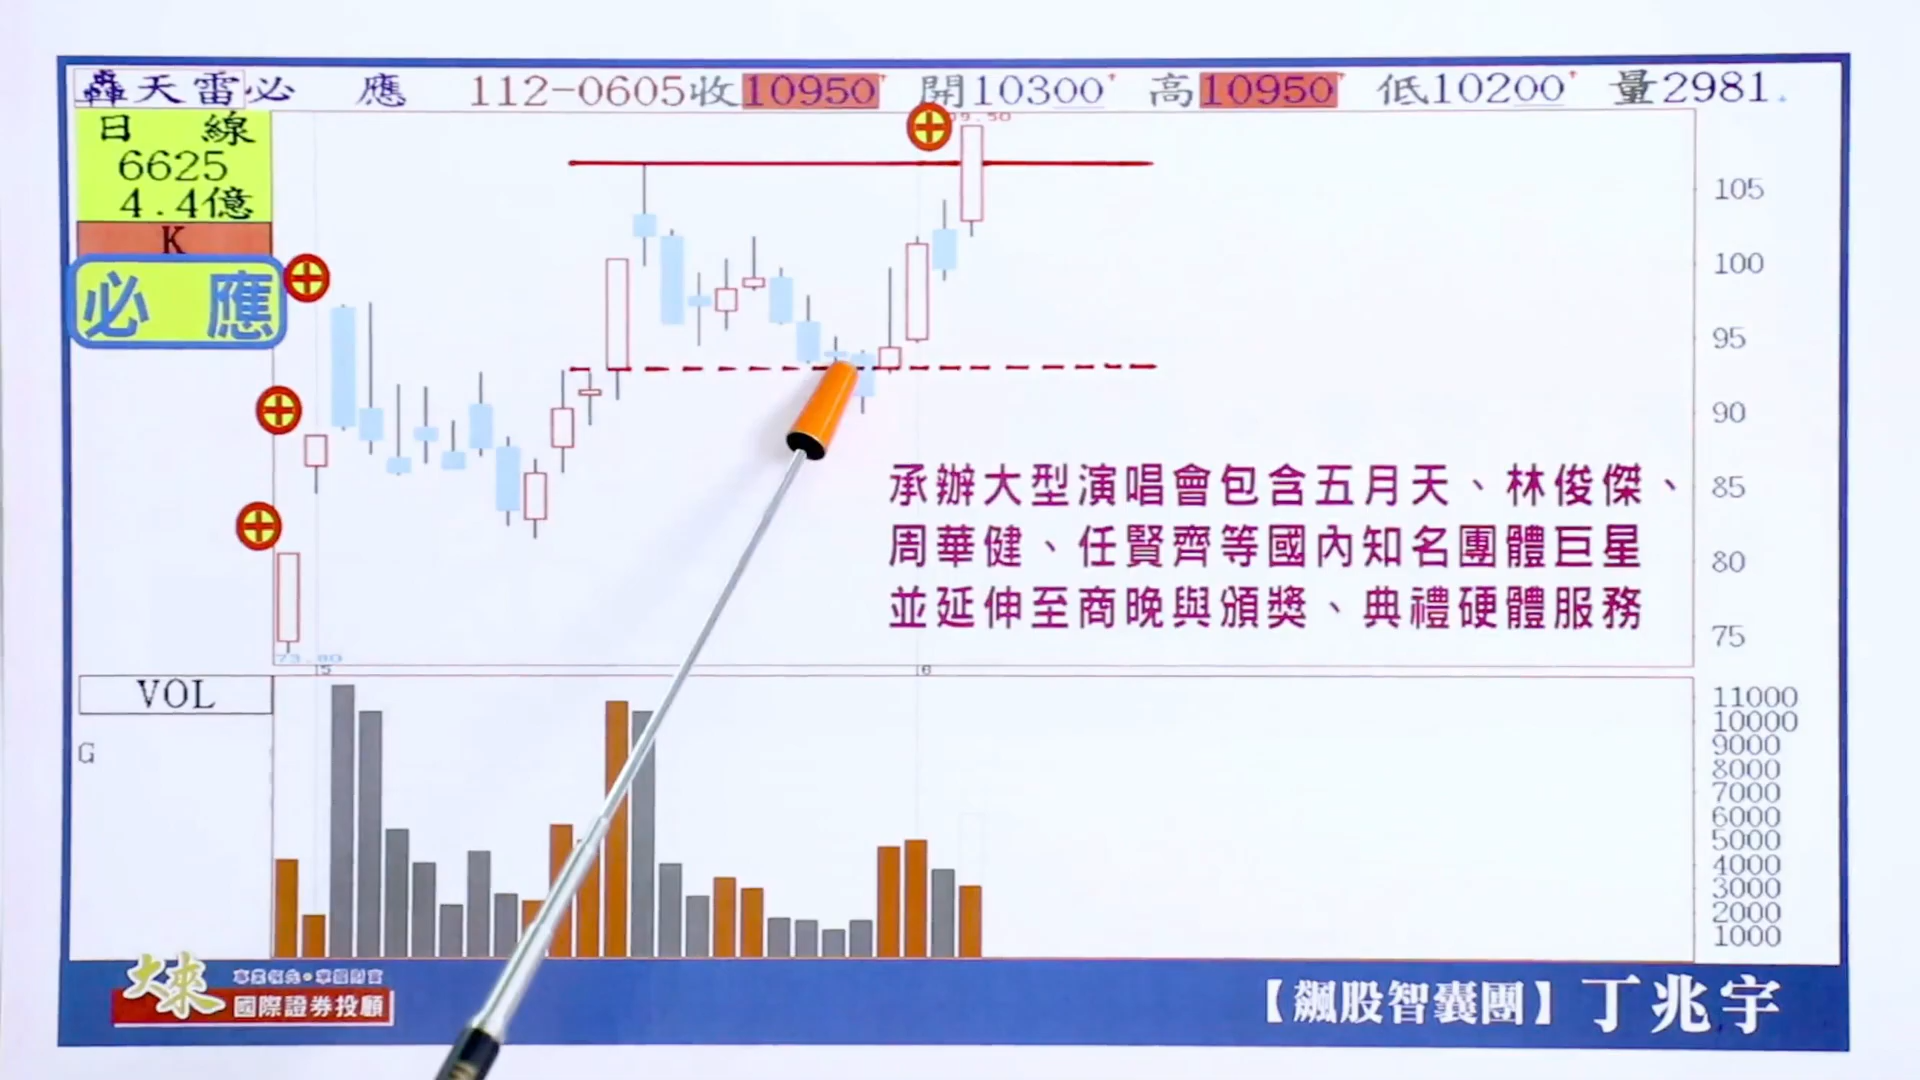 轟天雷必 應 112-0605收10950 開10300 高10950 低10200 量2981
日 線
6625
4.4億
K
必 應
105
100
95
90
85
80
75
承辦大型演唱會包含五月天、林俊傑、
周華健、任賢齊等國內知名團體巨星
並延伸至商晚與頒獎、典禮硬體服務
73.80
5
6
VOL
G
11000
10000
9000
8000
7000
6000
5000
4000
3000
2000
1000
大來
國際證券投顧
【飆股智囊團】丁兆宇